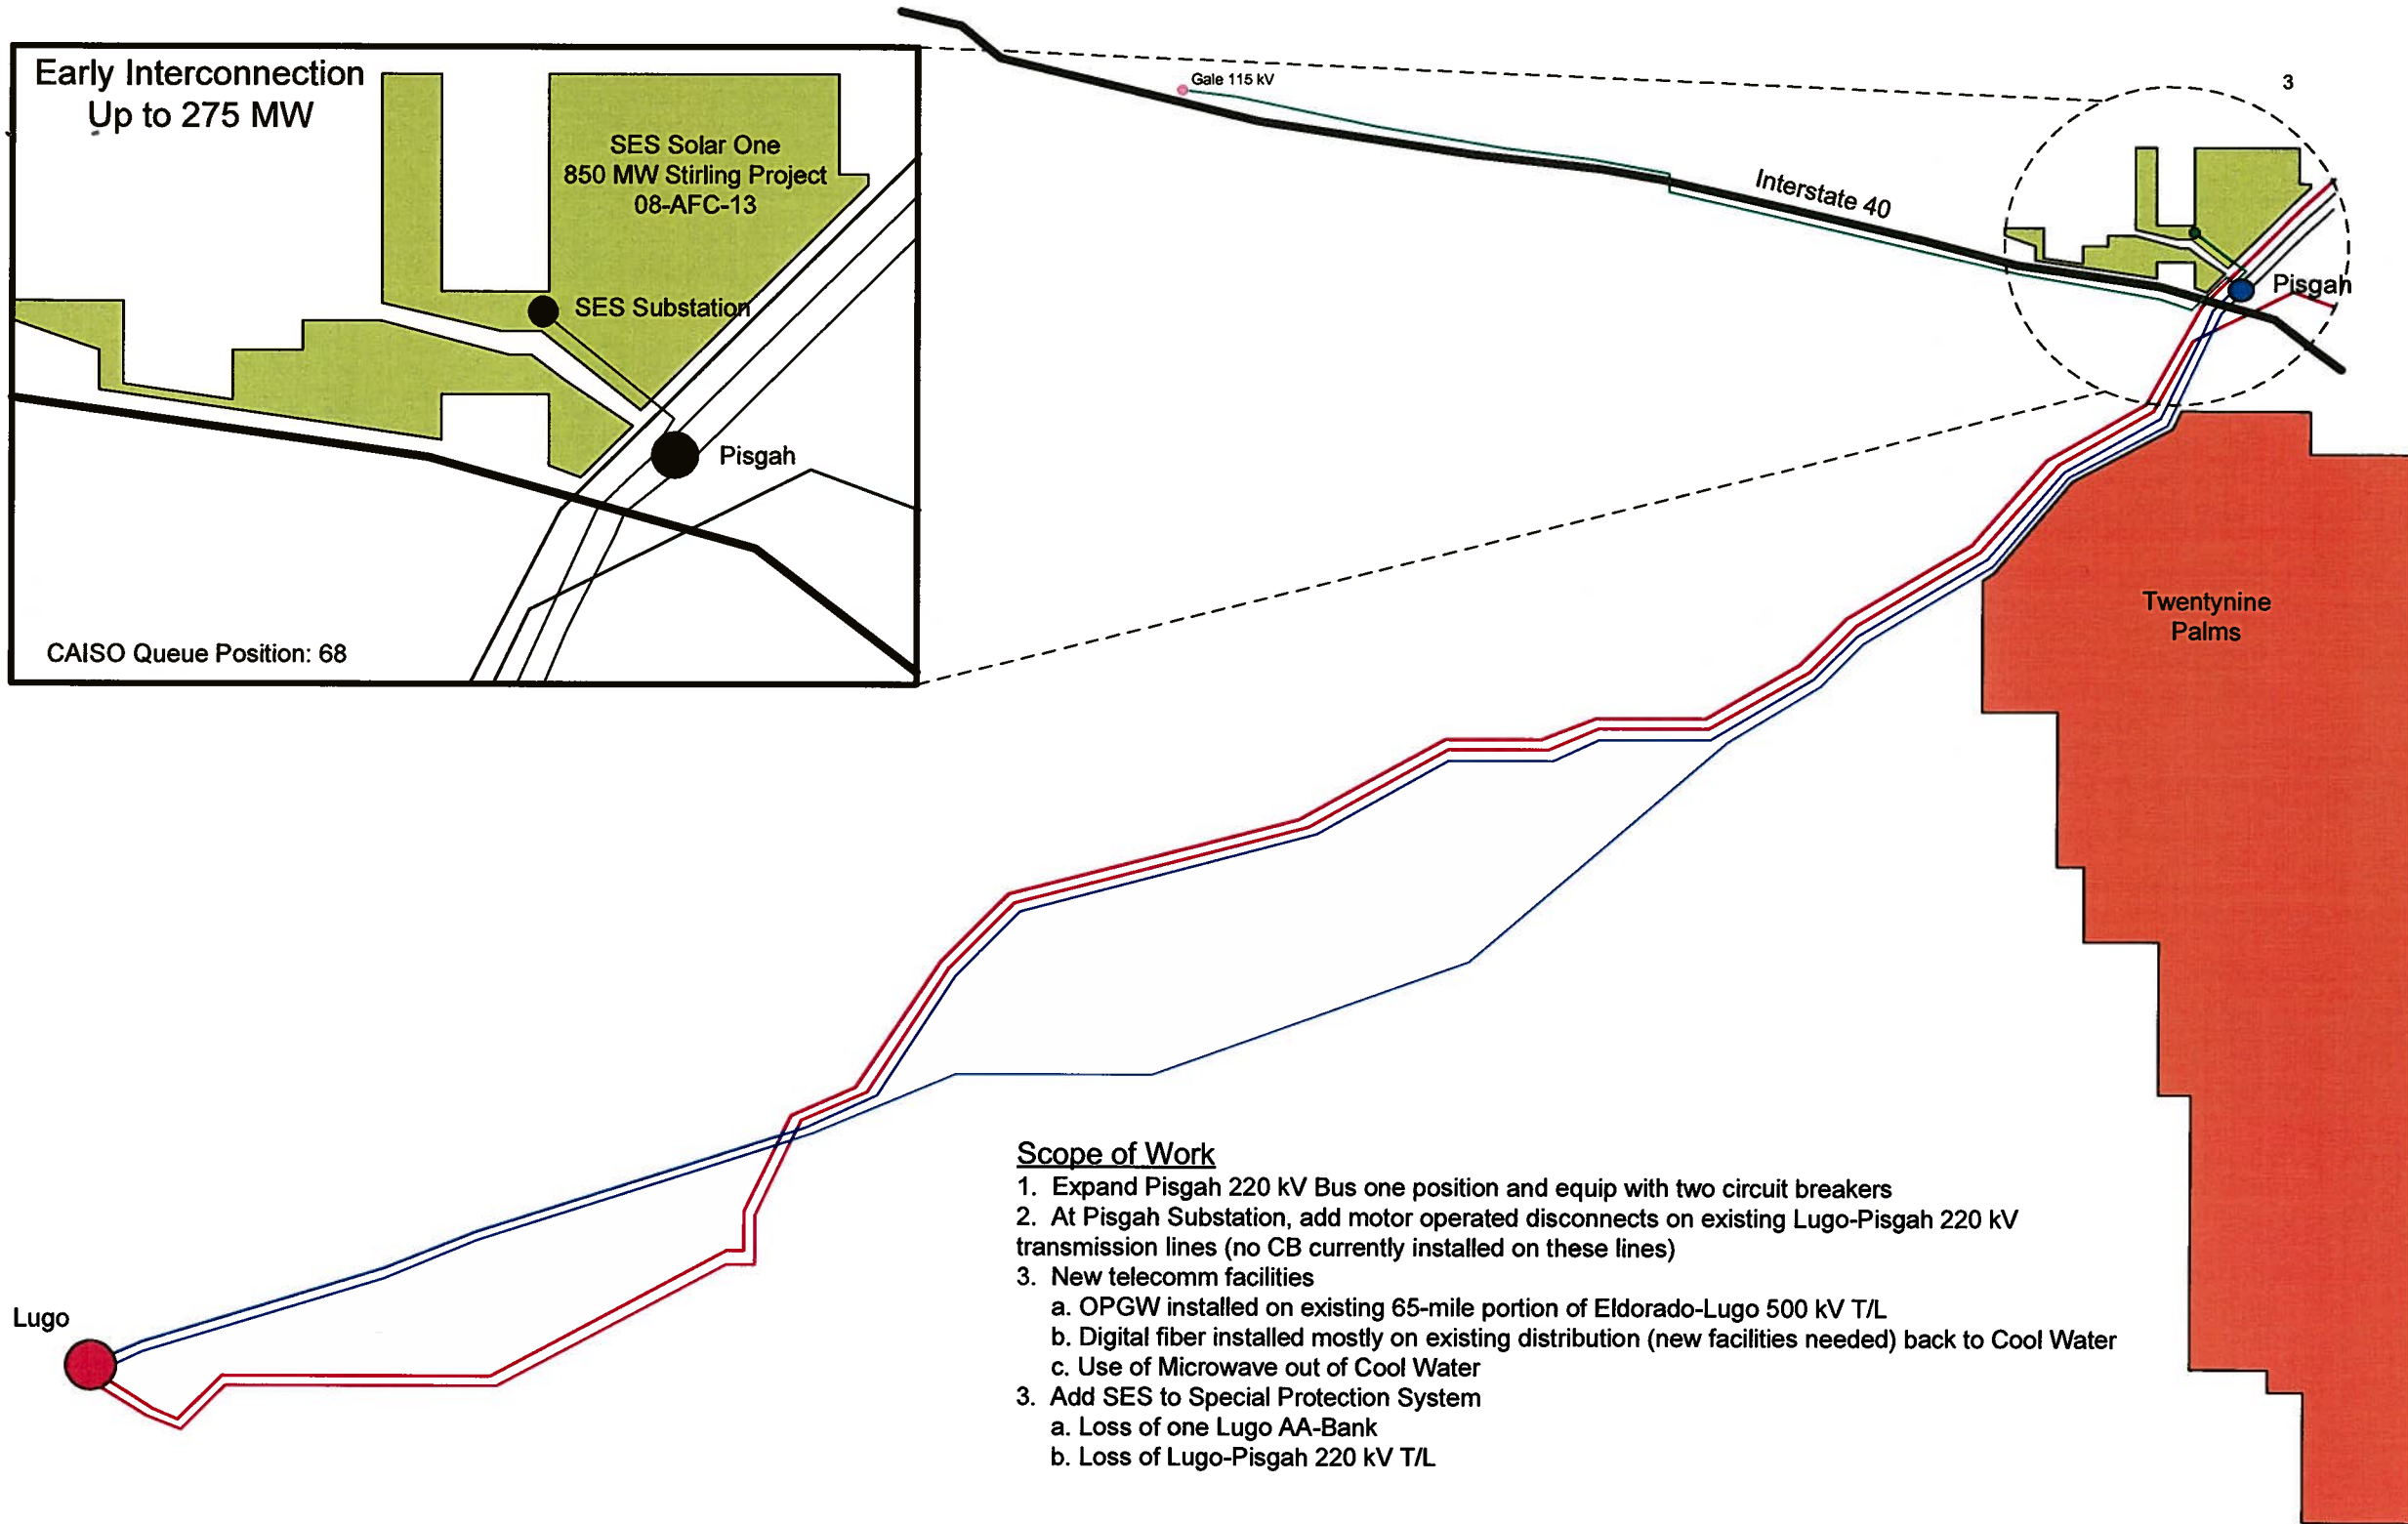 Early Interconnection
Up to 275 MW
SES Solar One
850 MW Stirling Project
08-AFC-13
SES Substation
Pisgah
CAISO Queue Position: 68
Gale 115 kV
Interstate 40
3
Pisgah
Twentynine
Palms
Lugo
Scope of Work
1. Expand Pisgah 220 kV Bus one position and equip with two circuit breakers
2. At Pisgah Substation, add motor operated disconnects on existing Lugo-Pisgah 220 kV
transmission lines (no CB currently installed on these lines)
3. New telecomm facilities
a. OPGW installed on existing 65-mile portion of Eldorado-Lugo 500 kV T/L
b. Digital fiber installed mostly on existing distribution (new facilities needed) back to Cool Water
c. Use of Microwave out of Cool Water
3. Add SES to Special Protection System
a. Loss of one Lugo AA-Bank
b. Loss of Lugo-Pisgah 220 kV T/L